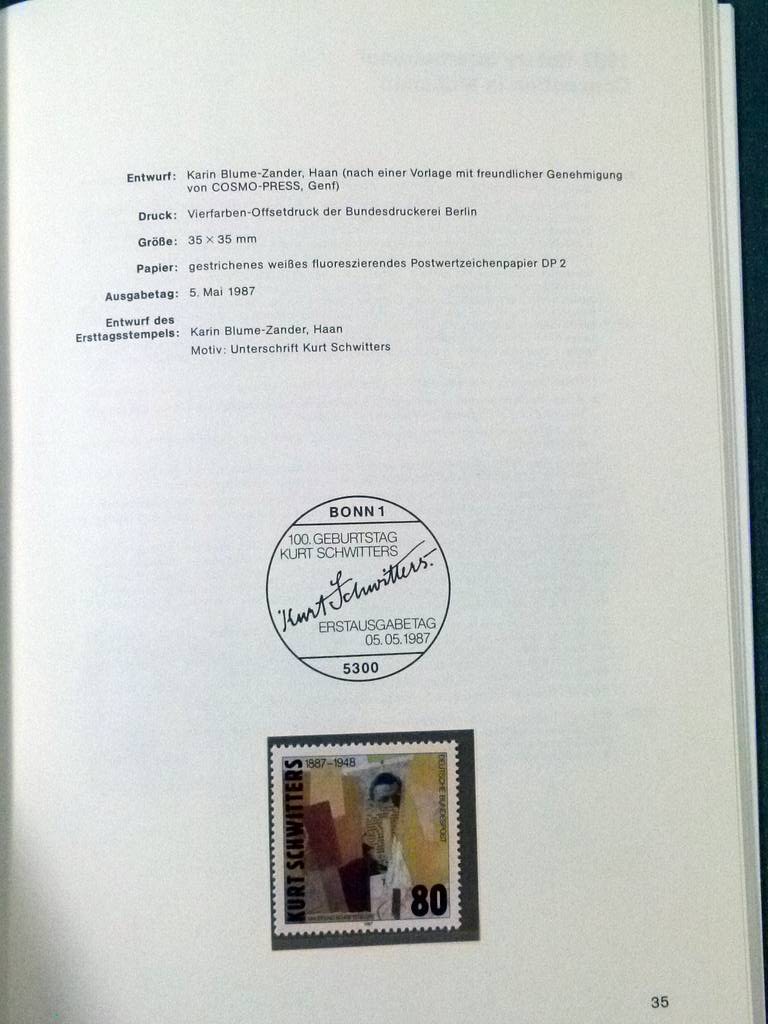 Entwurf: Karin Blume-Zander, Haan (nach einer Vorlage mit freundlicher Genehmigung
von COSMO-PRESS, Genf)
Druck: Vierfarben-Offsetdruck der Bundesdruckerei Berlin
Größe: 35 × 35 mm
Papier: gestrichenes weißes fluoreszierendes Postwertzeichenpapier DP 2
Ausgabetag: 5. Mai 1987
Entwurf des
Ersttagsstempels: Karin Blume-Zander, Haan
Motiv: Unterschrift Kurt Schwitters
BONN 1
100. GEBURTSTAG
KURT SCHWITTERS
Kurt Schwitters.
ERSTAUSGABETAG
05.05.1987
5300
KURT SCHWITTERS
1887–1948
DEUTSCHE BUNDESPOST
80
35